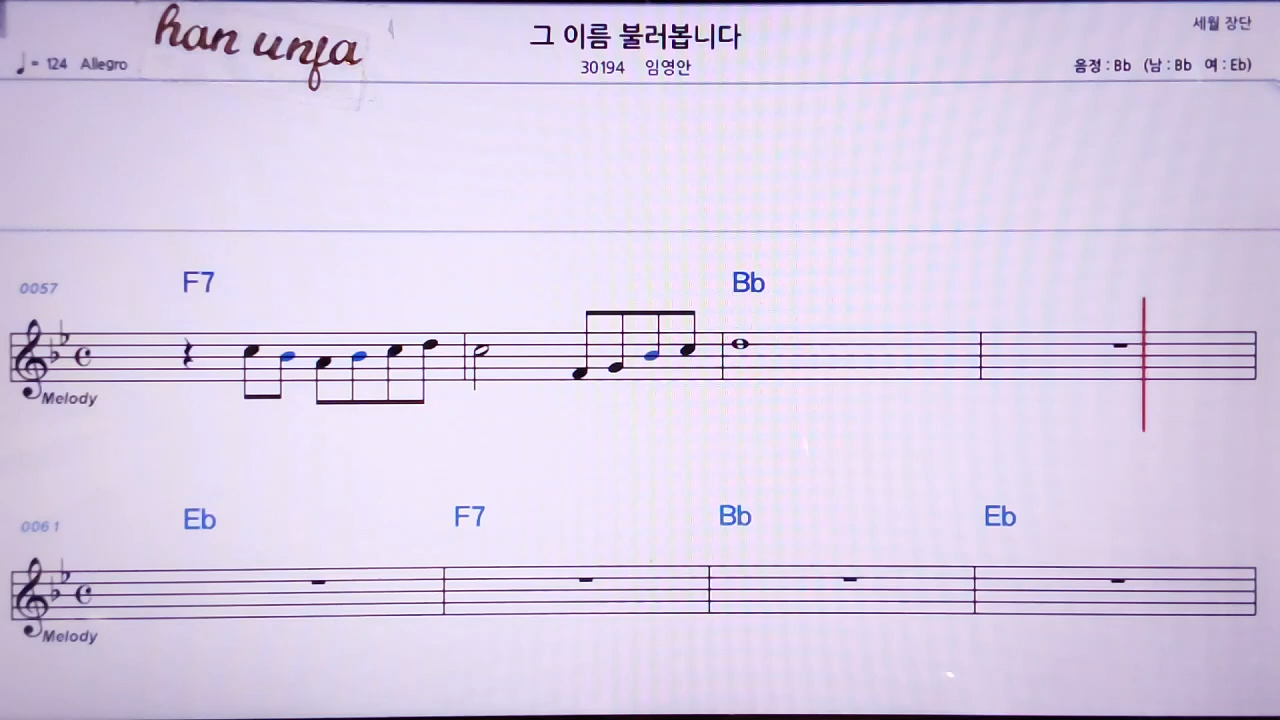 han unfa
그 이름 불러봅니다
세월 장단
♩= 124 Allegro
30194 임영안
음정 : Bb (남 : Bb 여 : Eb)
0057
F7
Bb
Melody
0061
Eb
F7
Bb
Eb
Melody